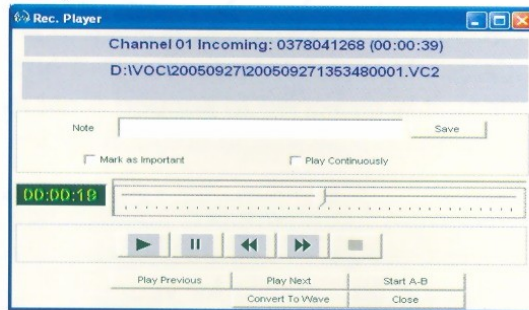 Rec. Player
Channel 01 Incoming: 0378041268 (00:00:39)
D:\VOC\20050927\200509271353480001.VC2
Note
Save
Mark as Important
Play Continuously
00:00:18
Play Previous
Play Next
Start A-B
Convert To Wave
Close